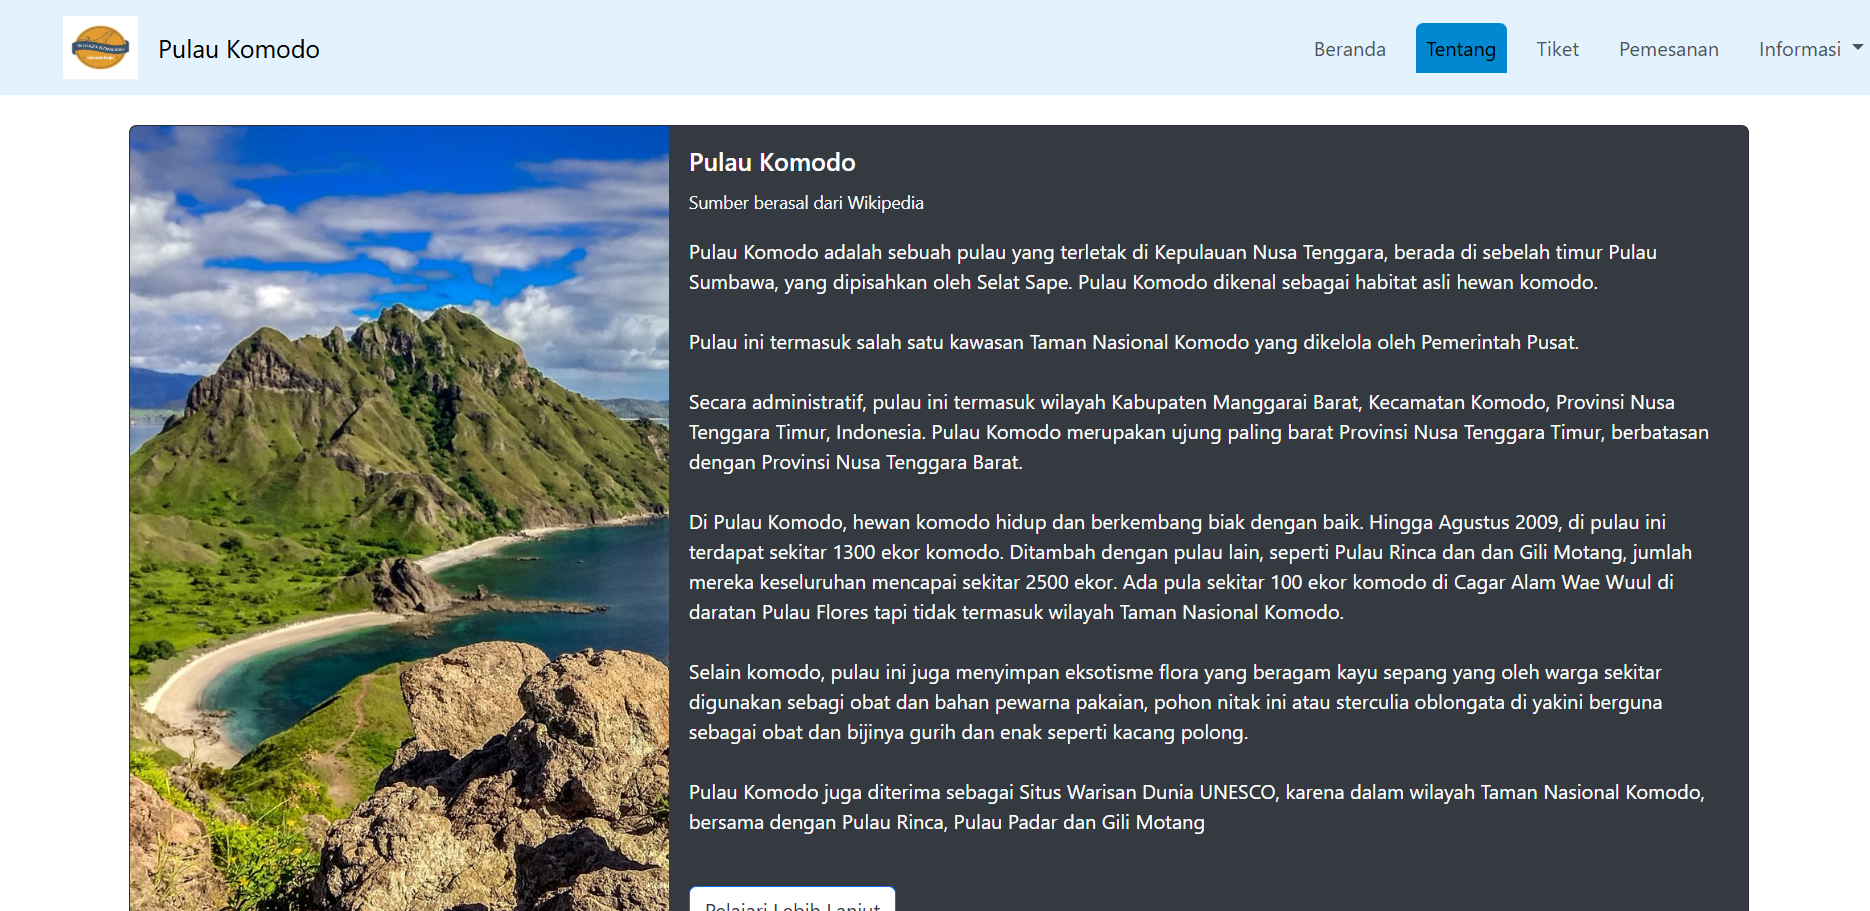 Pulau Komodo
Beranda
Tentang
Tiket
Pemesanan
Informasi
Pulau Komodo
Sumber berasal dari Wikipedia
Pulau Komodo adalah sebuah pulau yang terletak di Kepulauan Nusa Tenggara, berada di sebelah timur Pulau
Sumbawa, yang dipisahkan oleh Selat Sape. Pulau Komodo dikenal sebagai habitat asli hewan komodo.
Pulau ini termasuk salah satu kawasan Taman Nasional Komodo yang dikelola oleh Pemerintah Pusat.
Secara administratif, pulau ini termasuk wilayah Kabupaten Manggarai Barat, Kecamatan Komodo, Provinsi Nusa
Tenggara Timur, Indonesia. Pulau Komodo merupakan ujung paling barat Provinsi Nusa Tenggara Timur, berbatasan
dengan Provinsi Nusa Tenggara Barat.
Di Pulau Komodo, hewan komodo hidup dan berkembang biak dengan baik. Hingga Agustus 2009, di pulau ini
terdapat sekitar 1300 ekor komodo. Ditambah dengan pulau lain, seperti Pulau Rinca dan dan Gili Motang, jumlah
mereka keseluruhan mencapai sekitar 2500 ekor. Ada pula sekitar 100 ekor komodo di Cagar Alam Wae Wuul di
daratan Pulau Flores tapi tidak termasuk wilayah Taman Nasional Komodo.
Selain komodo, pulau ini juga menyimpan eksotisme flora yang beragam kayu sepang yang oleh warga sekitar
digunakan sebagi obat dan bahan pewarna pakaian, pohon nitak ini atau sterculia oblongata di yakini berguna
sebagai obat dan bijinya gurih dan enak seperti kacang polong.
Pulau Komodo juga diterima sebagai Situs Warisan Dunia UNESCO, karena dalam wilayah Taman Nasional Komodo,
bersama dengan Pulau Rinca, Pulau Padar dan Gili Motang
Pelajari Lebih Lanjut